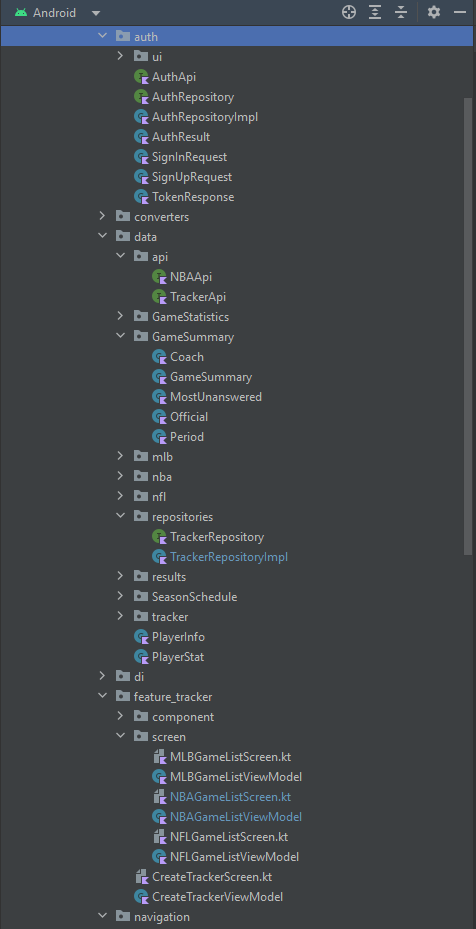 Android
auth
ui
AuthApi
AuthRepository
AuthRepositoryImpl
AuthResult
SignInRequest
SignUpRequest
TokenResponse
converters
data
api
NBAApi
TrackerApi
GameStatistics
GameSummary
Coach
GameSummary
MostUnanswered
Official
Period
mlb
nba
nfl
repositories
TrackerRepository
TrackerRepositoryImpl
results
SeasonSchedule
tracker
PlayerInfo
PlayerStat
di
feature_tracker
component
screen
MLBGameListScreen.kt
MLBGameListViewModel
NBAGameListScreen.kt
NBAGameListViewModel
NFLGameListScreen.kt
NFLGameListViewModel
CreateTrackerScreen.kt
CreateTrackerViewModel
navigation